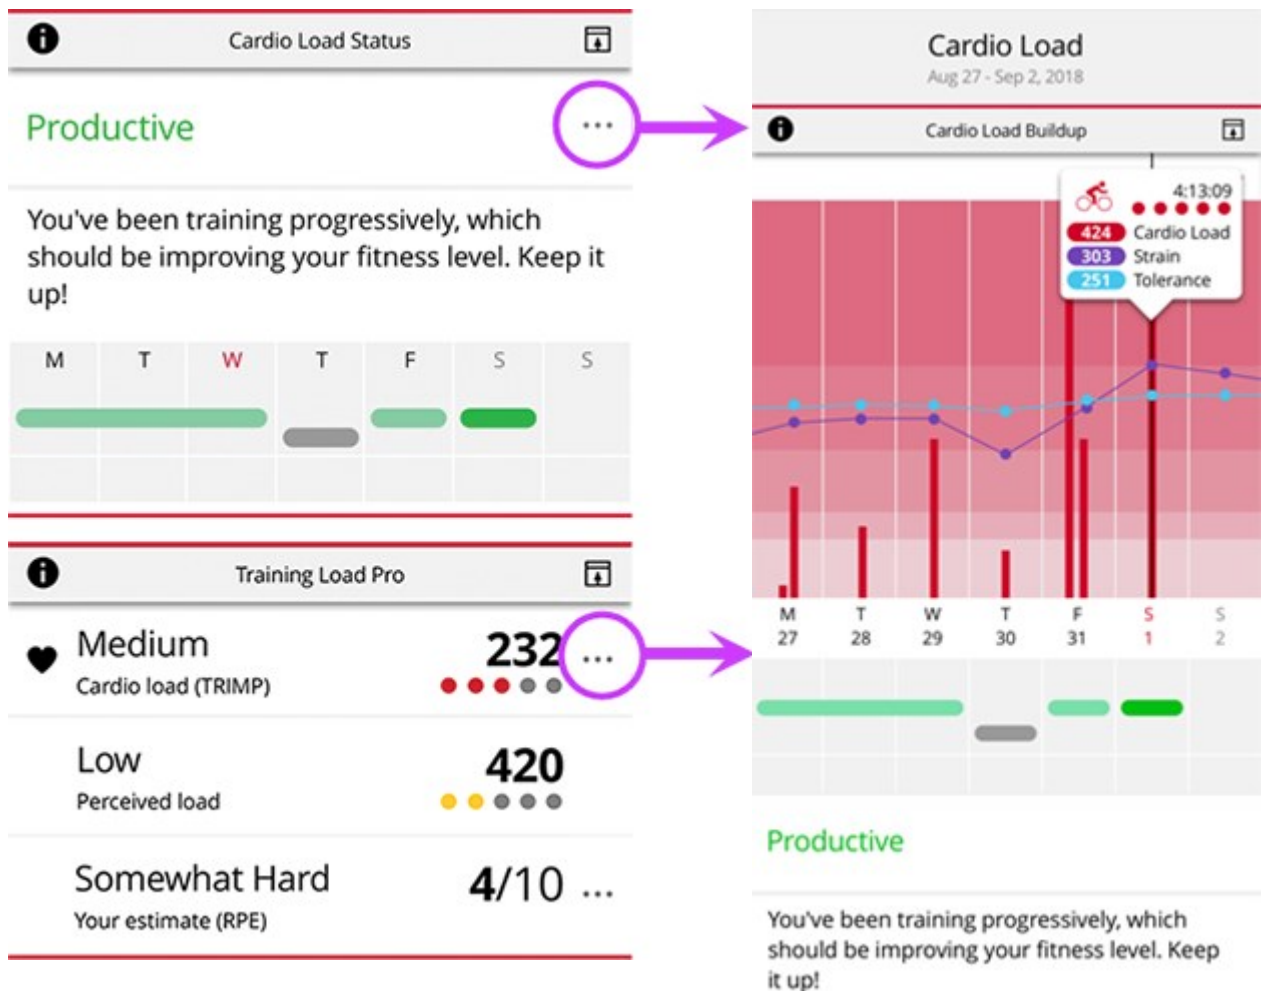 Cardio Load Status
Productive
...
You've been training progressively, which
should be improving your fitness level. Keep it
up!
M T W T F S S
Training Load Pro
Medium
232
...
Cardio load (TRIMP)
Low
420
Perceived load
Somewhat Hard
4/10
...
Your estimate (RPE)
Cardio Load
Aug 27 - Sep 2, 2018
Cardio Load Buildup
4:13:09
424 Cardio Load
303 Strain
251 Tolerance
M T W T F S S
27 28 29 30 31 1 2
Productive
You've been training progressively, which
should be improving your fitness level. Keep
it up!